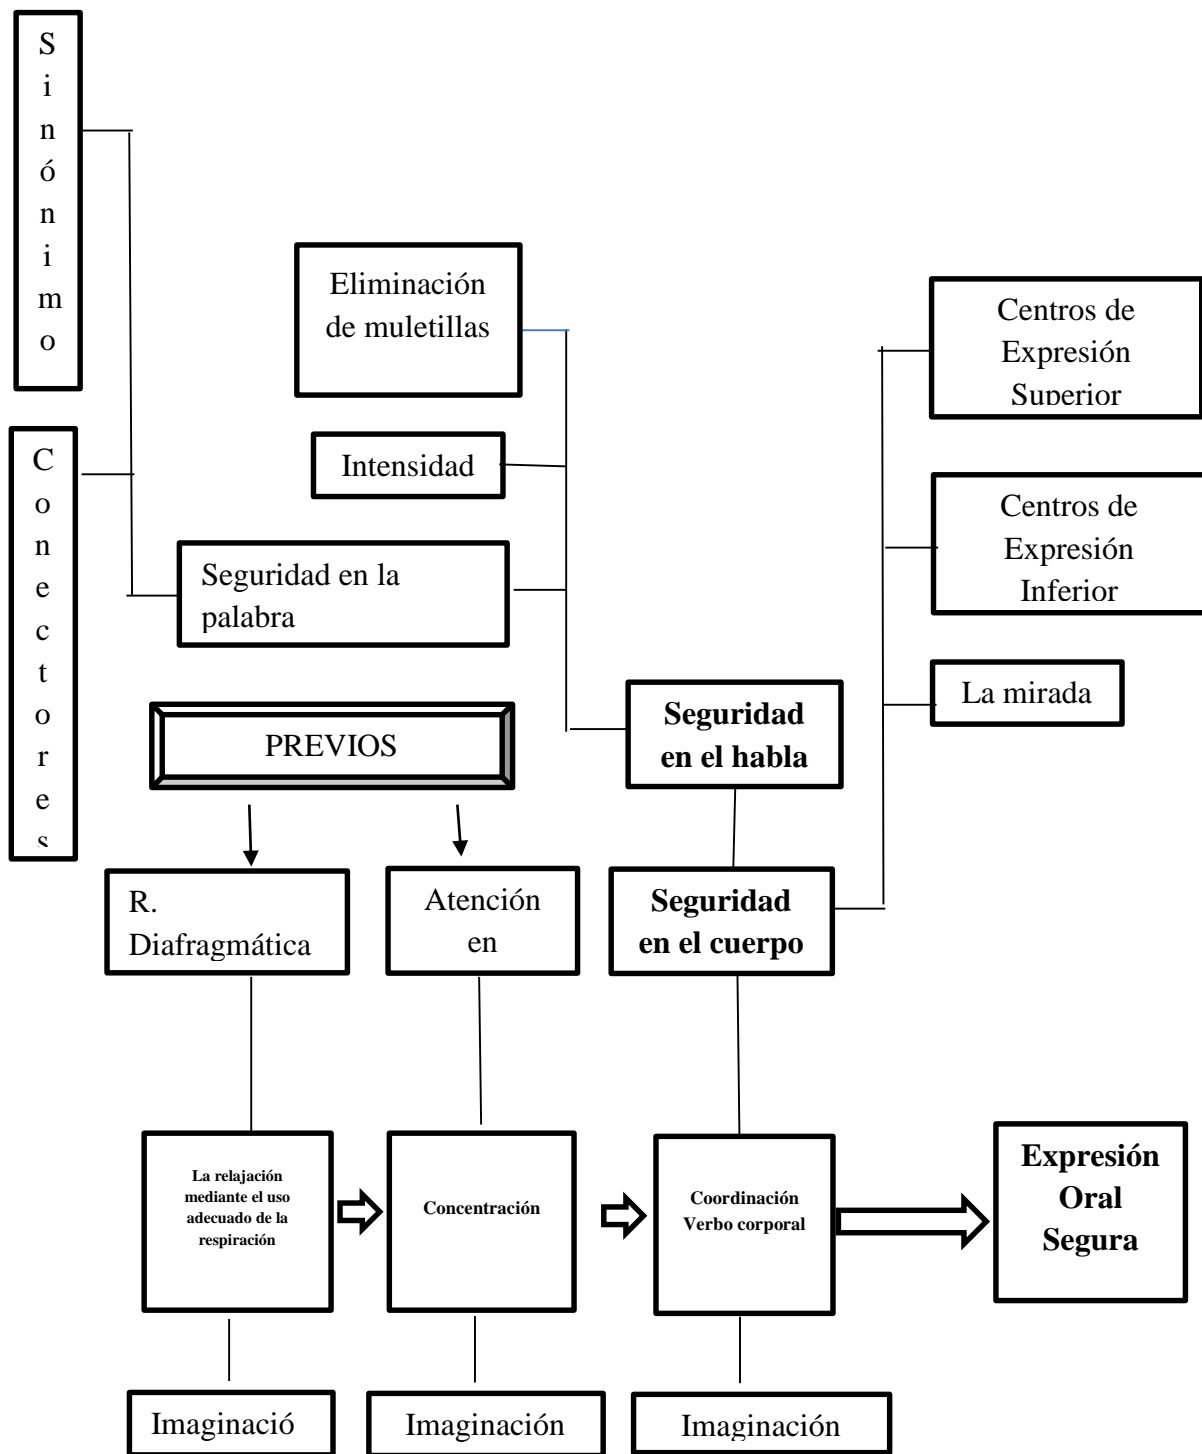 S
i
n
ó
n
i
m
o
C
o
n
e
c
t
o
r
e
s
Eliminación
de muletillas
Intensidad
Seguridad en la
palabra
Centros de
Expresión
Superior
Centros de
Expresión
Inferior
La mirada
Seguridad
en el habla
PREVIOS
R.
Diafragmática
Atención
en
Seguridad
en el cuerpo
La relajación
mediante el uso
adecuado de la
respiración
Concentración
Coordinación
Verbo corporal
Expresión
Oral
Segura
Imaginació
Imaginación
Imaginación